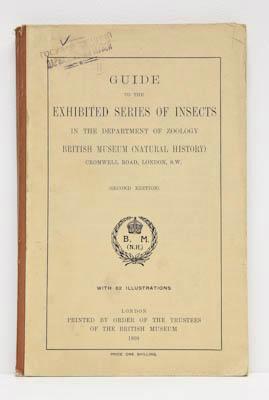 GUIDE
TO THE
EXHIBITED SERIES OF INSECTS
IN THE DEPARTMENT OF ZOOLOGY
BRITISH MUSEUM (NATURAL HISTORY)
CROMWELL ROAD, LONDON, S.W.
(SECOND EDITION).
B. M.
(N.H.)
WITH 62 ILLUSTRATIONS
LONDON
PRINTED BY ORDER OF THE TRUSTEES
OF THE BRITISH MUSEUM
PRICE ONE SHILLING.